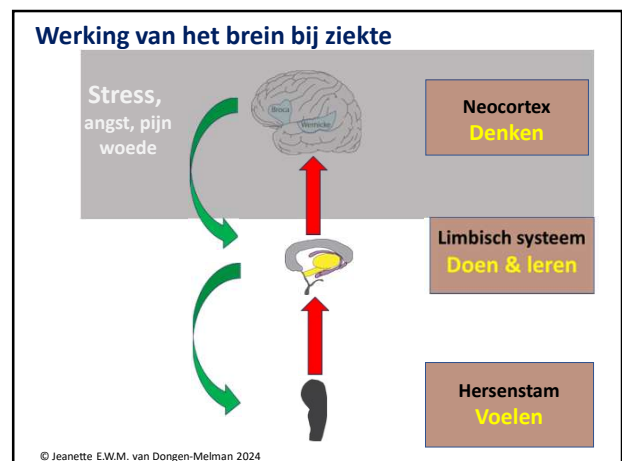 Werking van het brein bij ziekte
Stress,
angst, pijn
woede
Broca
Wernicke
Neocortex
Denken
Limbisch systeem
Doen & leren
Hersenstam
Voelen
© Jeanette E.W.M. van Dongen-Melman 2024